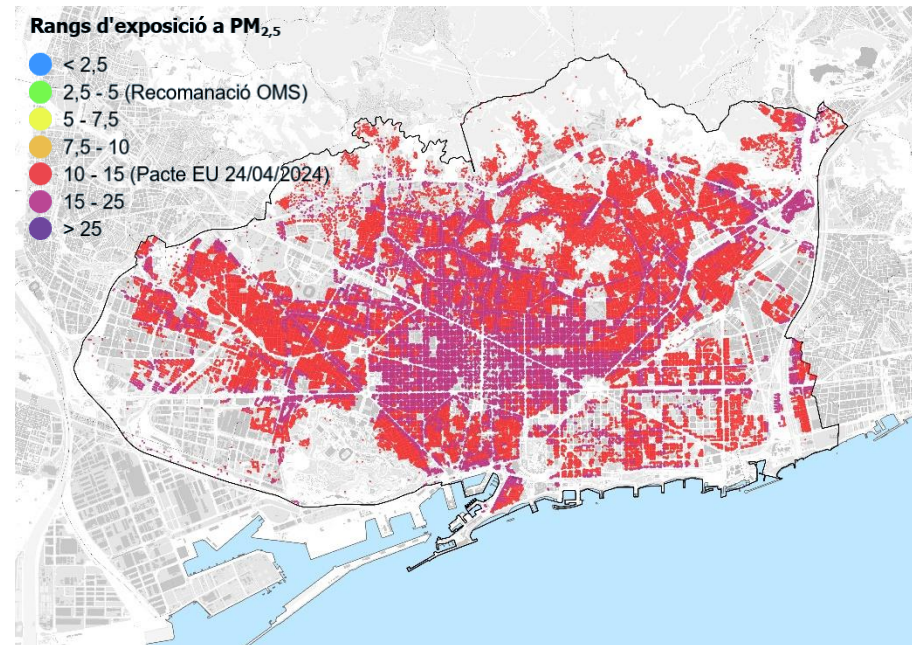 Rangs d'exposició a PM₂,₅
< 2,5
2,5 - 5 (Recomanació OMS)
5 - 7,5
7,5 - 10
10 - 15 (Pacte EU 24/04/2024)
15 - 25
> 25